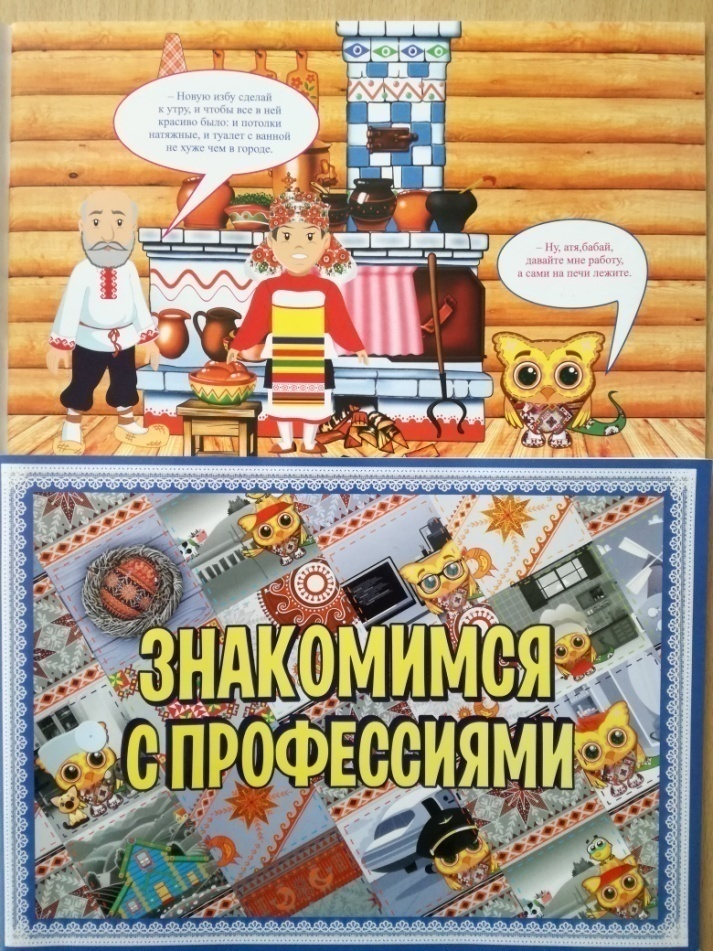 – Новую избу сделай
к утру, и чтобы все в ней
красиво было: и потолки
натяжные, и туалет с ванной
не хуже чем в городе.
– Ну, атя,бабай,
давайте мне работу,
а сами на печи лежите.
ЗНАКОМИМСЯ
С ПРОФЕССИЯМИ